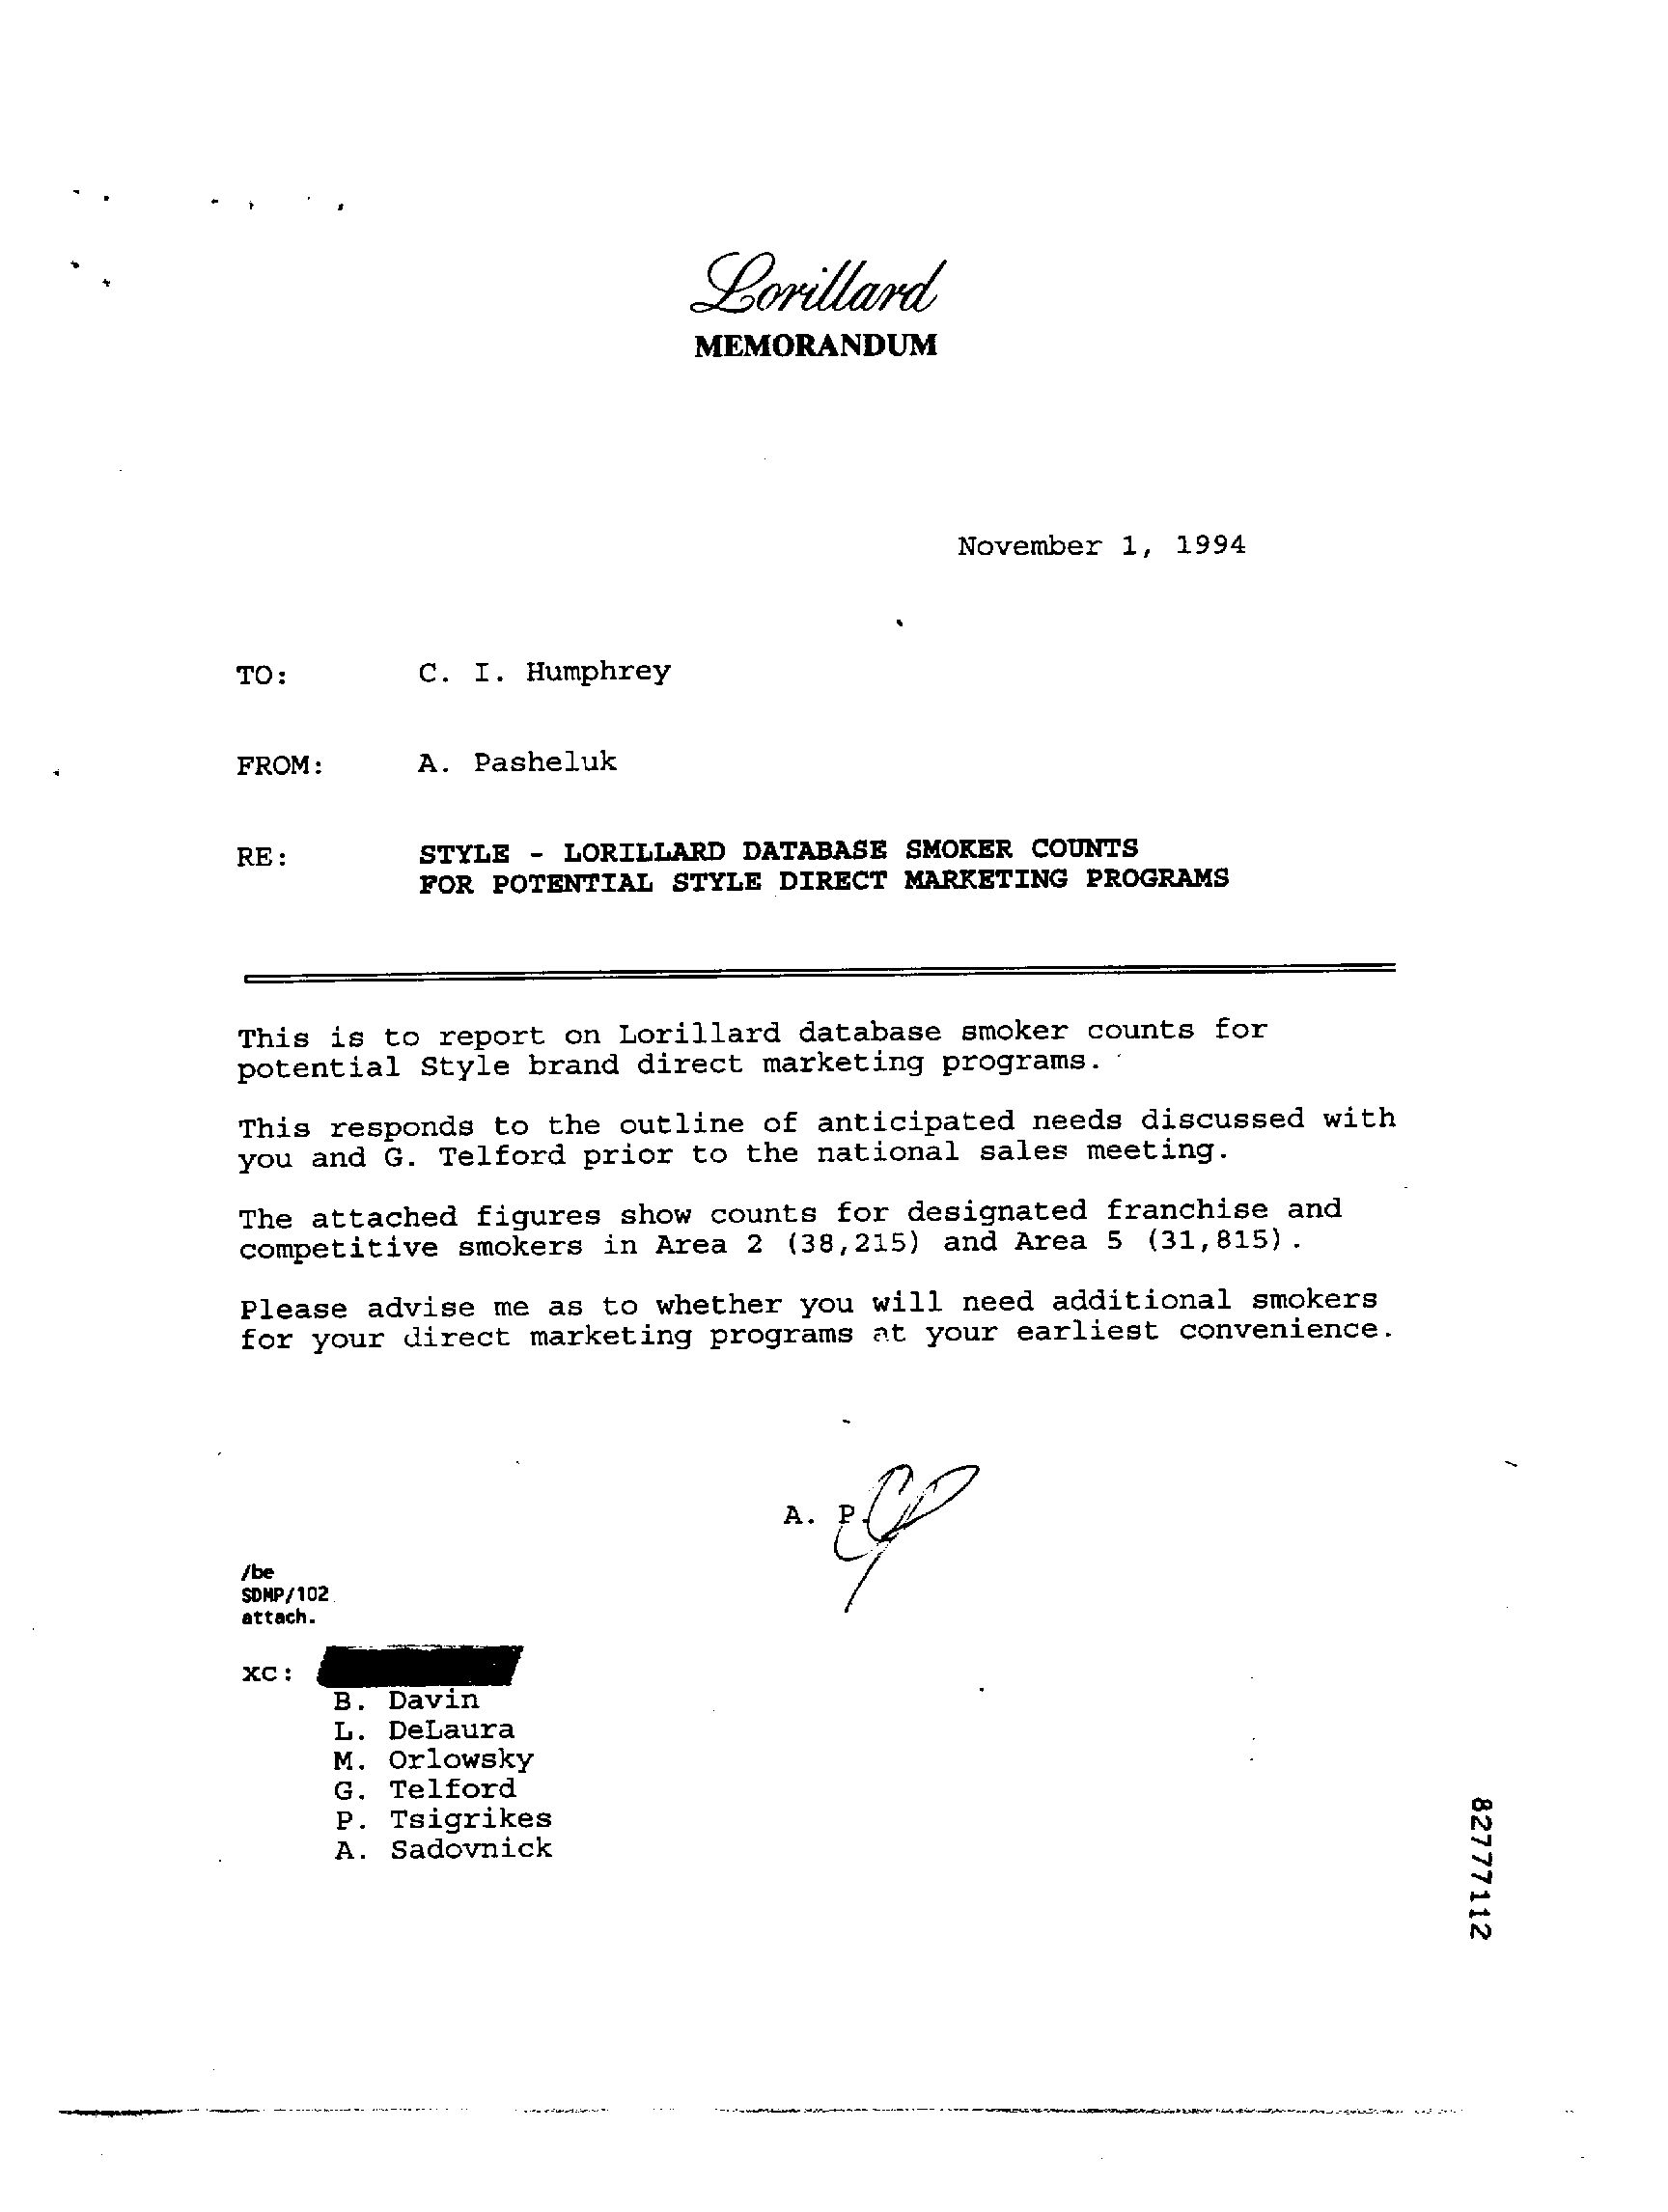 Lorillard
MEMORANDUM
November 1, 1994
TO: C. I. Humphrey
FROM: A. Pasheluk
RE: STYLE - LORILLARD DATABASE SMOKER COUNTS
FOR POTENTIAL STYLE DIRECT MARKETING PROGRAMS
This is to report on Lorillard database smoker counts for
potential Style brand direct marketing programs.
This responds to the outline of anticipated needs discussed with
you and G. Telford prior to the national sales meeting.
The attached figures show counts for designated franchise and
competitive smokers in Area 2 (38,215) and Area 5 (31,815).
Please advise me as to whether you will need additional smokers
for your direct marketing programs at your earliest convenience.
A. P.
/be
SDMP/102
attach.
xc:
B. Davin
L. DeLaura
M. Orlowsky
G. Telford
P. Tsigrikes
A. Sadovnick
82777112